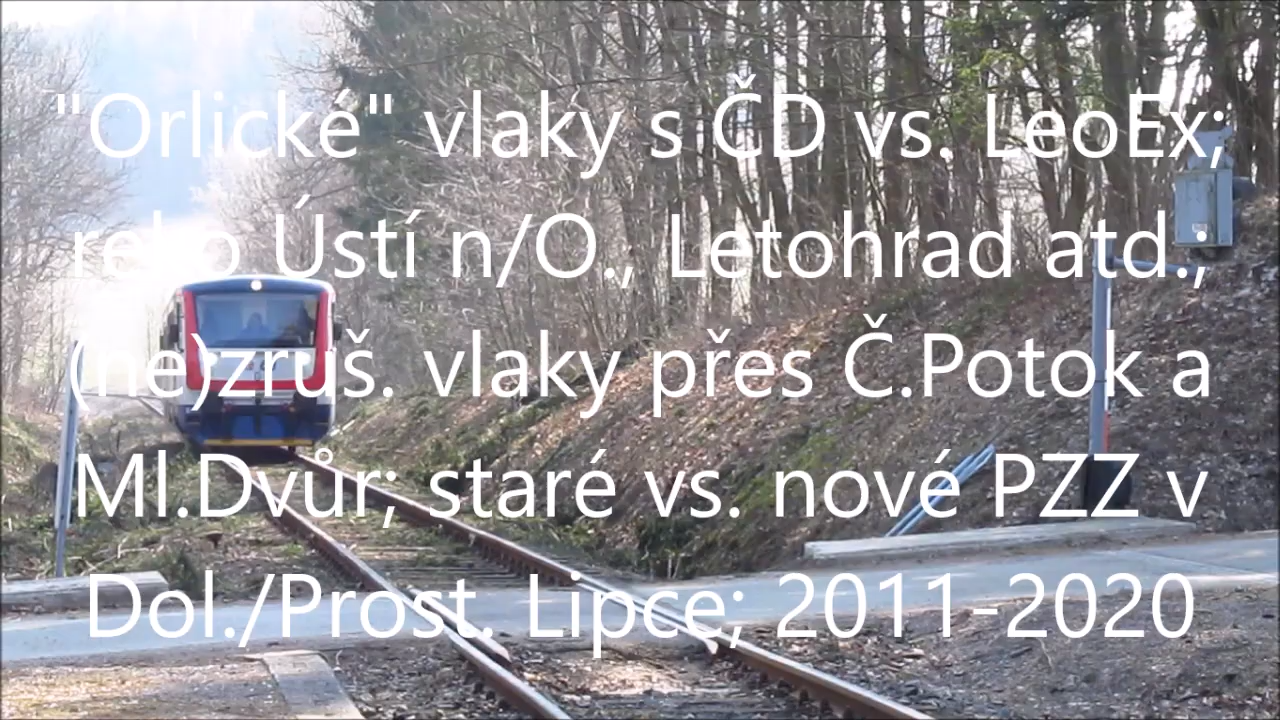 "Orlické" vlaky s ČD vs. LeoEx;
reko Ústí n/O., Letohrad atd.,
(ne)zruš. vlaky přes Č.Potok a
Ml.Dvůr; staré vs. nové PZZ v
Dol./Prost. Lipce; 2011-2020